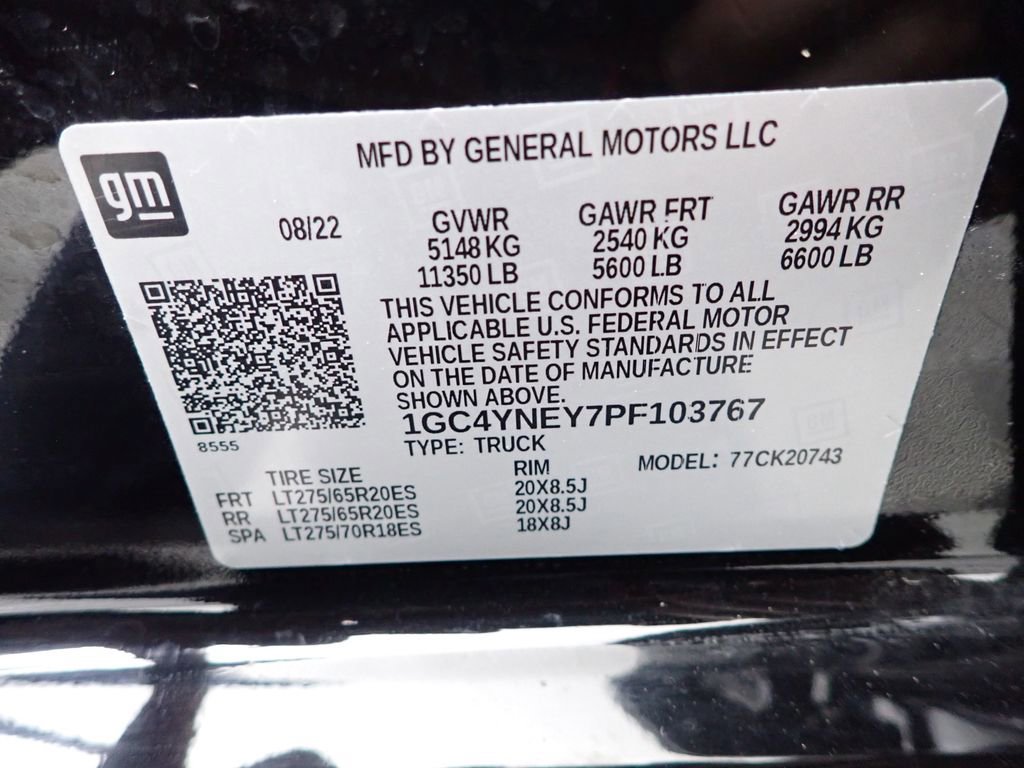 gm
MFD BY GENERAL MOTORS LLC
08/22
GVWR
5148 KG
11350 LB
GAWR FRT
2540 KG
5600 LB
GAWR RR
2994 KG
6600 LB
THIS VEHICLE CONFORMS TO ALL
APPLICABLE U.S. FEDERAL MOTOR
VEHICLE SAFETY STANDARDS IN EFFECT
ON THE DATE OF MANUFACTURE
SHOWN ABOVE.
1GC4YNEY7PF103767
TYPE: TRUCK
8555
TIRE SIZE RIM MODEL: 77CK20743
FRT LT275/65R20ES 20X8.5J
RR LT275/65R20ES 20X8.5J
SPA LT275/70R18ES 18X8J